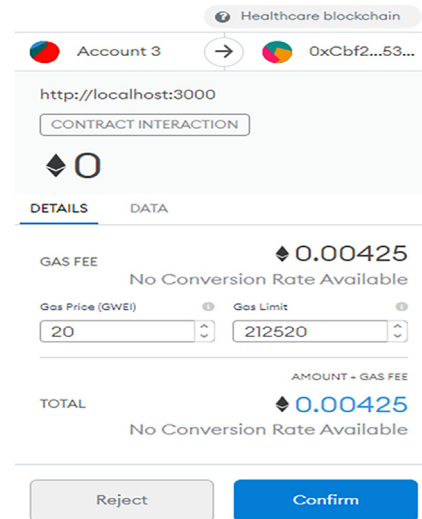 Healthcare blockchain
Account 3 0xCbf2...53...
http://localhost:3000
CONTRACT INTERACTION
0
DETAILS DATA
GAS FEE 0.00425
No Conversion Rate Available
Gas Price (GWEI) Gas Limit
20 212520
AMOUNT + GAS FEE
TOTAL 0.00425
No Conversion Rate Available
Reject Confirm